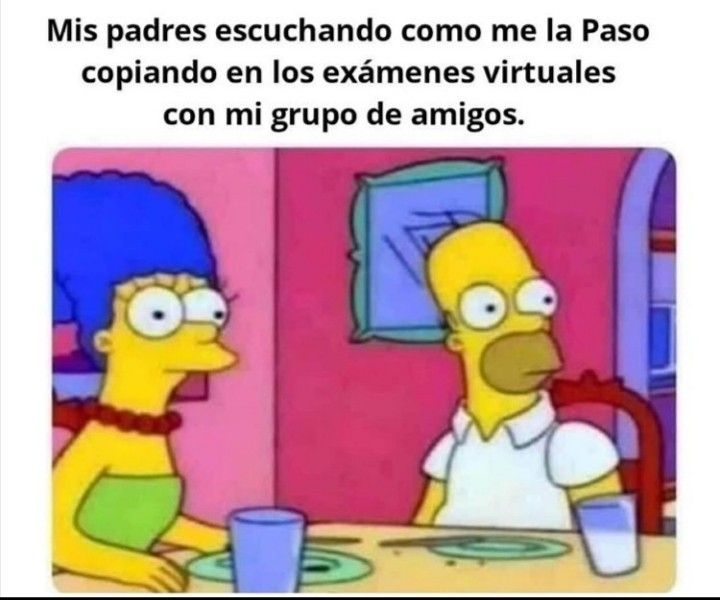 Mis padres escuchando como me la Paso
copiando en los exámenes virtuales
con mi grupo de amigos.